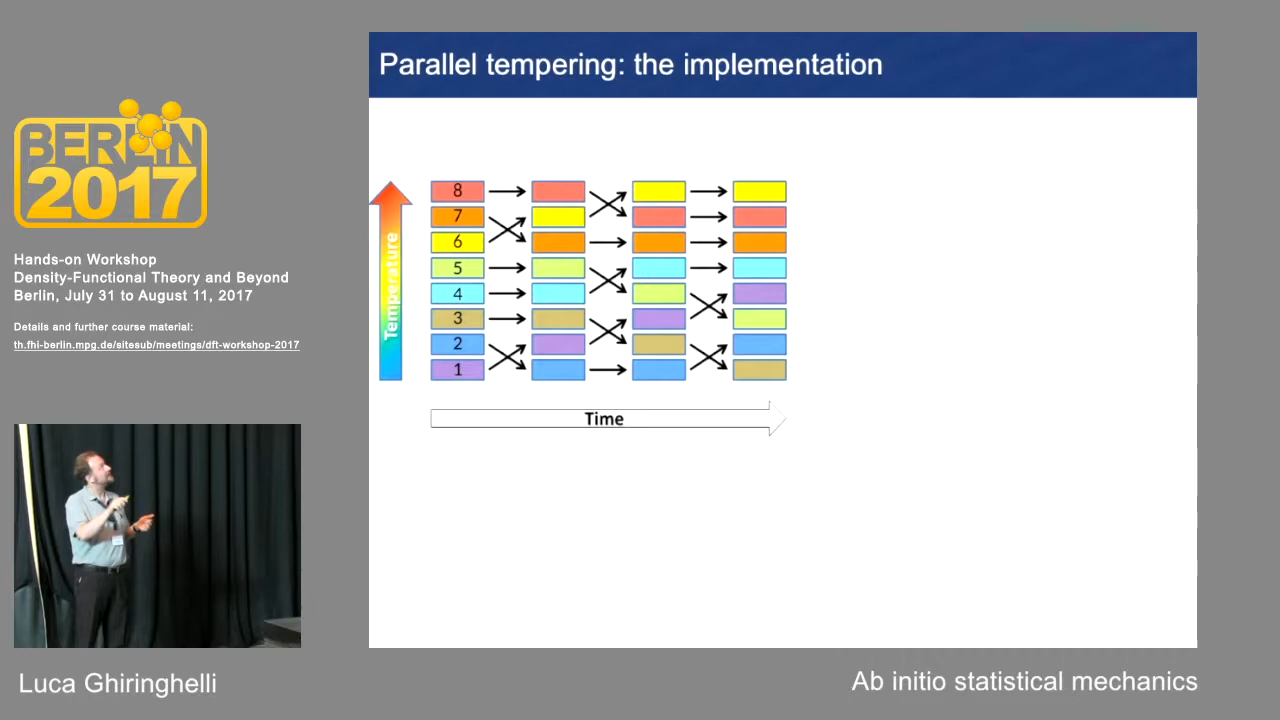 Parallel tempering: the implementation
BERLIN
2017
Hands-on Workshop
Density-Functional Theory and Beyond
Berlin, July 31 to August 11, 2017
Details and further course material:
th.fhi-berlin.mpg.de/sitesub/meetings/dft-workshop-2017
Temperature
8
7
6
5
4
3
2
1
Time
Luca Ghiringhelli
Ab initio statistical mechanics